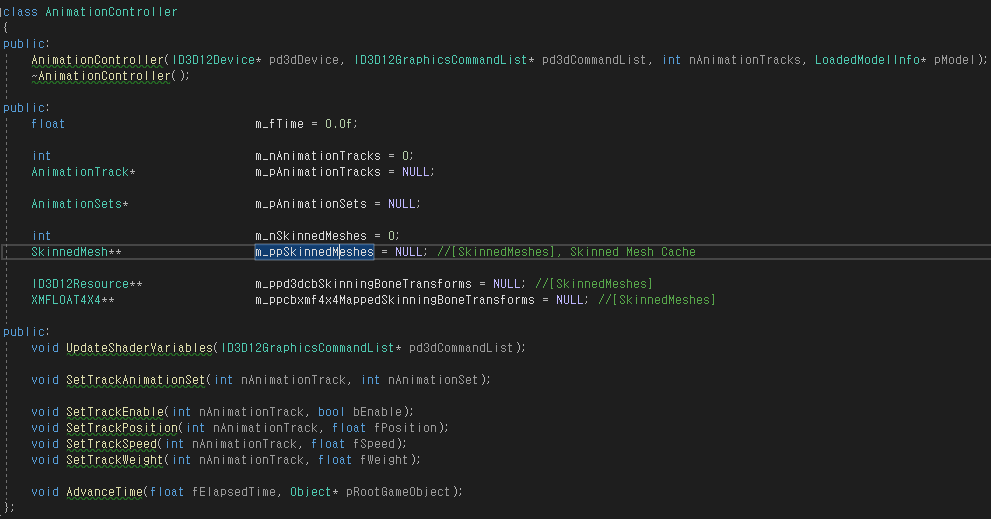 class AnimationController
{
public:
AnimationController(ID3D12Device* pd3dDevice, ID3D12GraphicsCommandList* pd3dCommandList, int nAnimationTracks, LoadedModelInfo* pModel);
~AnimationController();
public:
float m_fTime = 0.0f;
int m_nAnimationTracks = 0;
AnimationTrack* m_pAnimationTracks = NULL;
AnimationSets* m_pAnimationSets = NULL;
int m_nSkinnedMeshes = 0;
SkinnedMesh** m_ppSkinnedMeshes = NULL; //[SkinnedMeshes], Skinned Mesh Cache
ID3D12Resource** m_ppd3dcbSkinningBoneTransforms = NULL; //[SkinnedMeshes]
XMFLOAT4X4** m_ppcbxmf4x4MappedSkinningBoneTransforms = NULL; //[SkinnedMeshes]
public:
void UpdateShaderVariables(ID3D12GraphicsCommandList* pd3dCommandList);
void SetTrackAnimationSet(int nAnimationTrack, int nAnimationSet);
void SetTrackEnable(int nAnimationTrack, bool bEnable);
void SetTrackPosition(int nAnimationTrack, float fPosition);
void SetTrackSpeed(int nAnimationTrack, float fSpeed);
void SetTrackWeight(int nAnimationTrack, float fWeight);
void AdvanceTime(float fElapsedTime, Object* pRootGameObject);
};